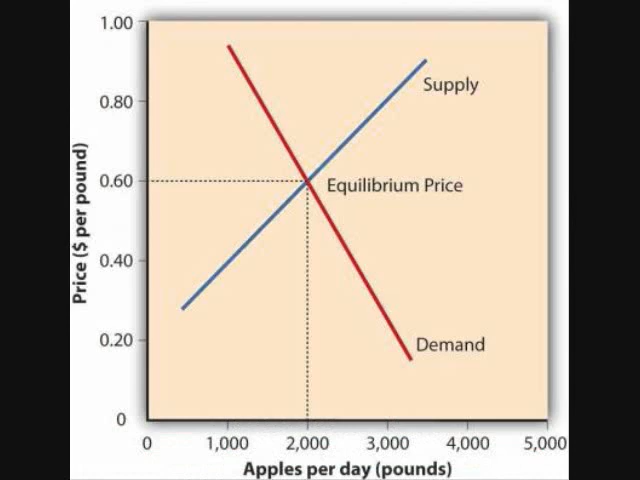 1.00
0.80
Supply
Price ($ per pound)
0.60
Equilibrium Price
0.40
0.20
Demand
0
0 1,000 2,000 3,000 4,000 5,000
Apples per day (pounds)